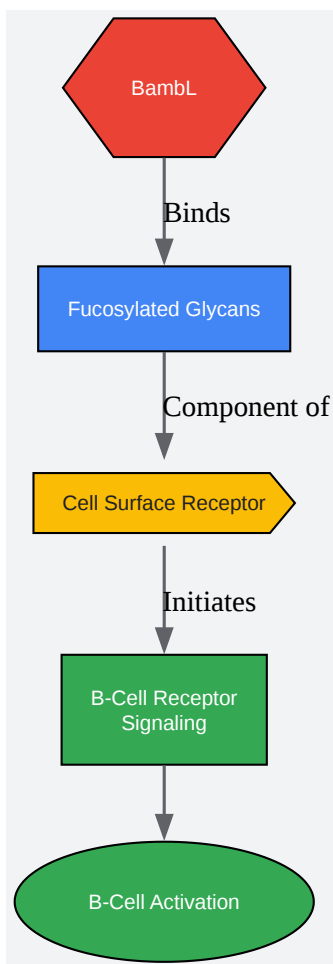 BambL
Binds
Fucosylated Glycans
Component of
Cell Surface Receptor
Initiates
B-Cell Receptor
Signaling
B-Cell Activation